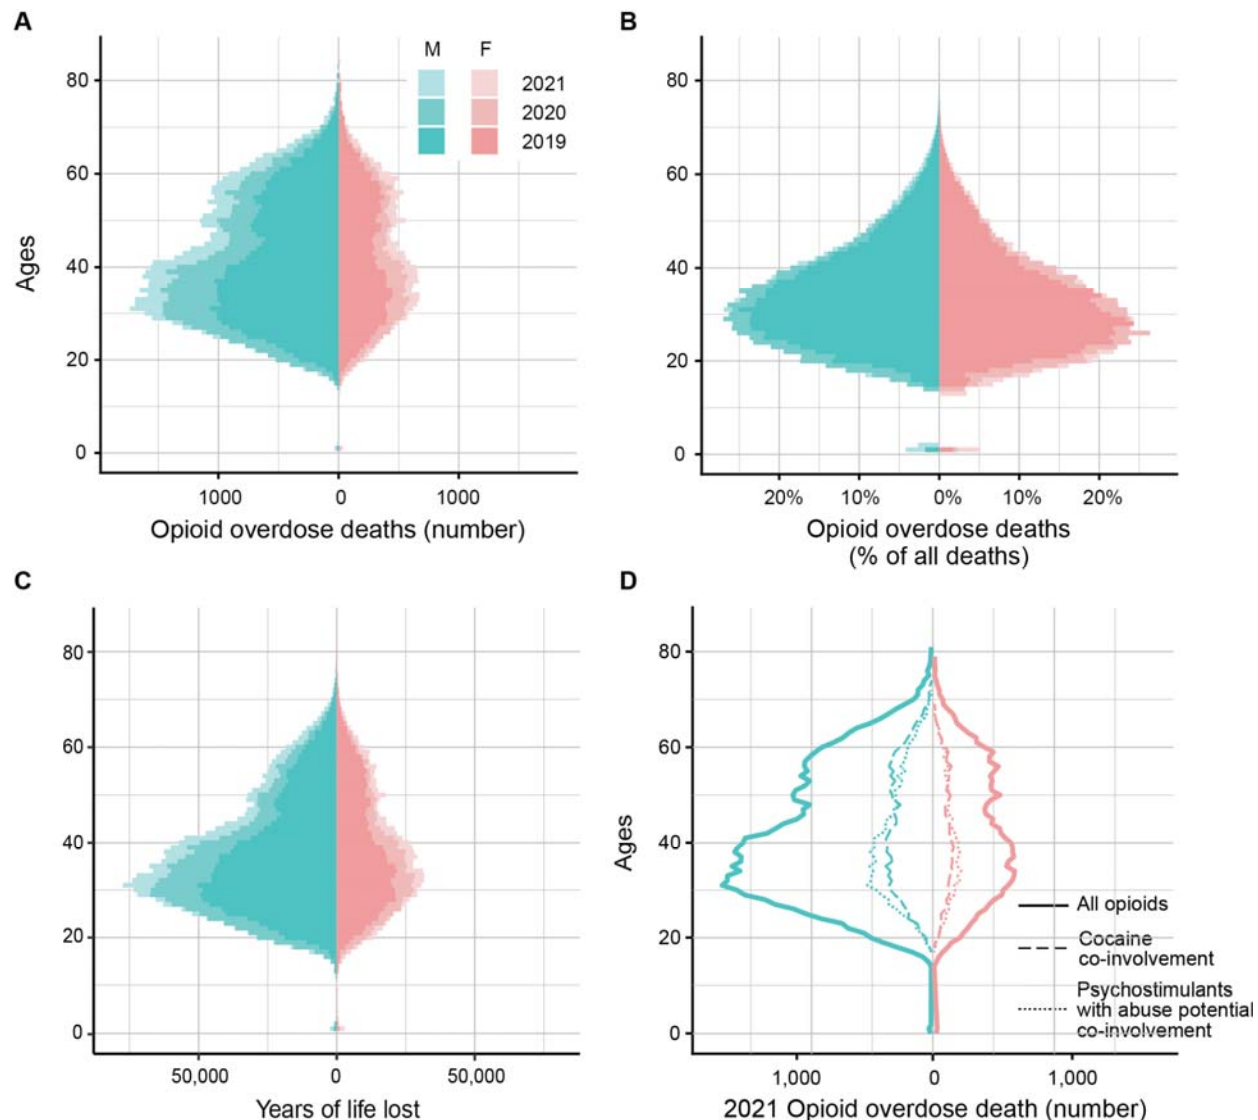 A
M F
2021
2020
2019
80
60
40
20
0
Ages
1000 0 1000
Opioid overdose deaths (number)
B
80
60
40
20
0
20% 10% 0% 10% 20%
Opioid overdose deaths
(% of all deaths)
C
80
60
40
20
0
50,000 0 50,000
Years of life lost
D
80
60
40
20
0
Ages
All opioids
Cocaine
co-involvement
Psychostimulants
with abuse potential
co-involvement
1,000 0 1,000
2021 Opioid overdose death (number)